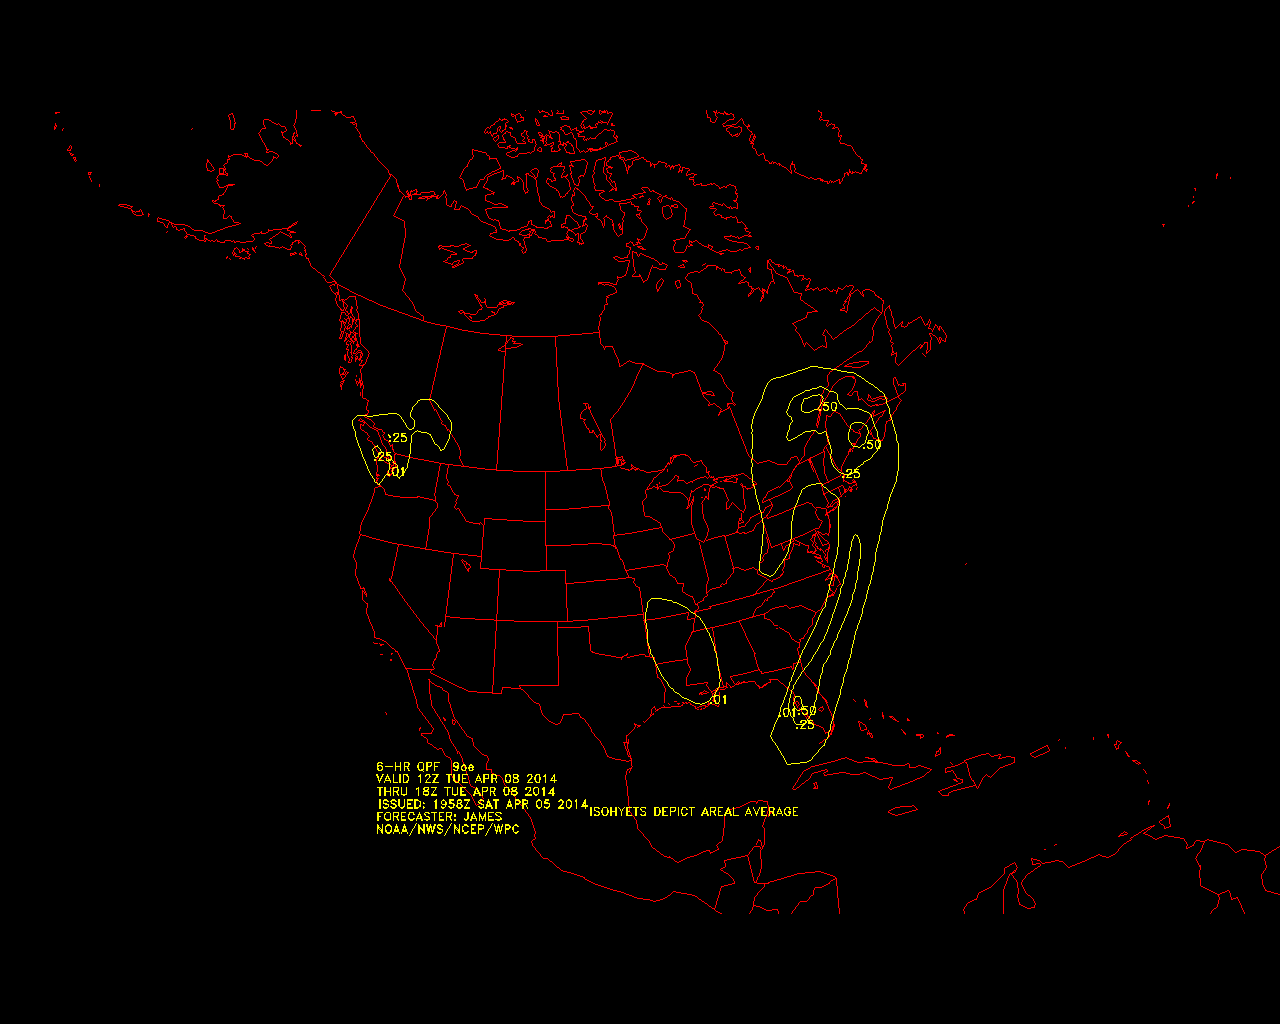 .50
.50
.25
.25
.25
.01
.01
.01
.50
.25
6-HR QPF 90e
VALID 12Z TUE APR 08 2014
THRU 18Z TUE APR 08 2014
ISSUED: 1958Z SAT APR 05 2014
ISOHYETS DEPICT AREAL AVERAGE
FORECASTER: JAMES
NOAA/NWS/NCEP/WPC